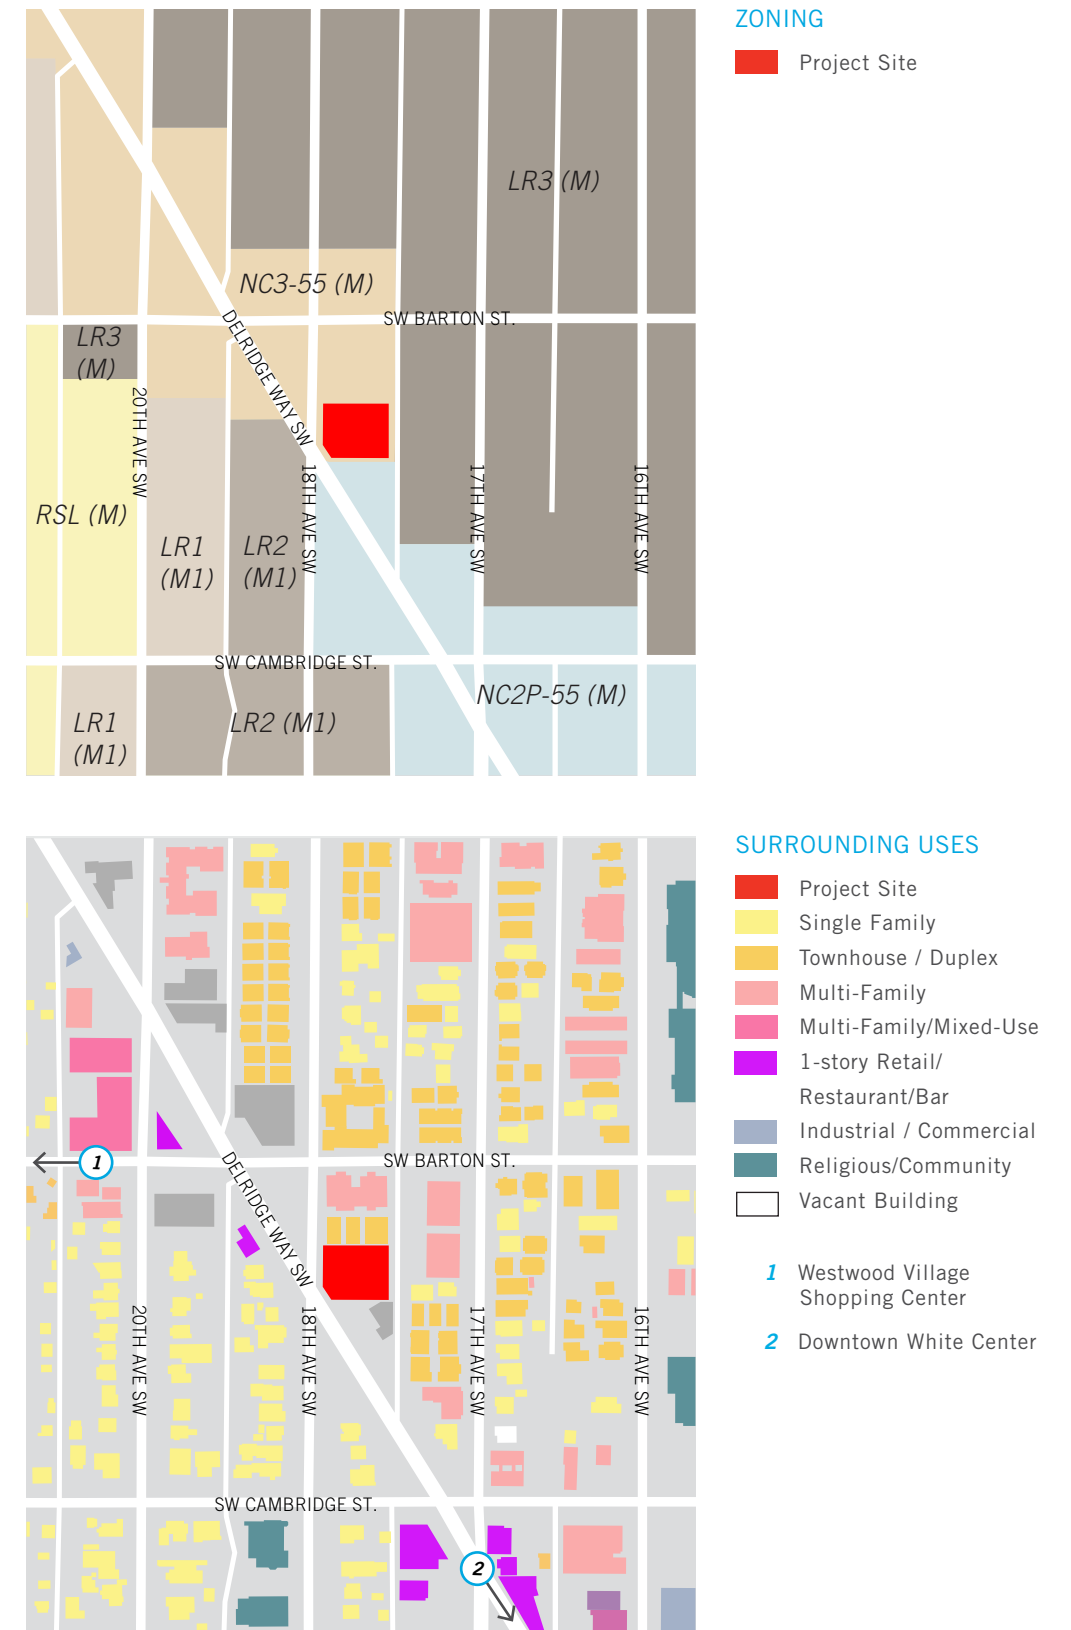 ZONING
Project Site
LR3 (M)
NC3-55 (M)
SW BARTON ST.
DELRIDGE WAY SW
LR3
(M)
20TH AVE SW
18TH AVE SW
17TH AVE SW
16TH AVE SW
RSL (M)
LR1
(M1)
LR2
(M1)
SW CAMBRIDGE ST.
NC2P-55 (M)
LR1
(M1)
LR2 (M1)
SURROUNDING USES
Project Site
Single Family
Townhouse / Duplex
Multi-Family
Multi-Family/Mixed-Use
1-story Retail/
Restaurant/Bar
Industrial / Commercial
Religious/Community
Vacant Building
1 Westwood Village
Shopping Center
2 Downtown White Center
1
SW BARTON ST.
DELRIDGE WAY SW
20TH AVE SW
18TH AVE SW
17TH AVE SW
16TH AVE SW
SW CAMBRIDGE ST.
2